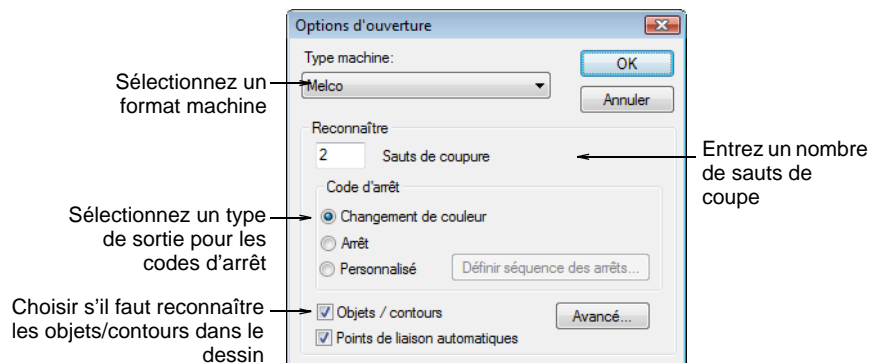 Options d'ouverture
Type machine:
OK
Sélectionnez un
format machine
Melco
Annuler
Reconnaître
2 Sauts de coupure
Entrez un nombre
de sauts de
coupe
Code d'arrêt
Sélectionnez un type
de sortie pour les
codes d'arrêt
Changement de couleur
Arrêt
Personnalisé
Définir séquence des arrêts...
Choisir s'il faut reconnaître
les objets/contours dans le
dessin
Objets / contours
Avancé...
Points de liaison automatiques